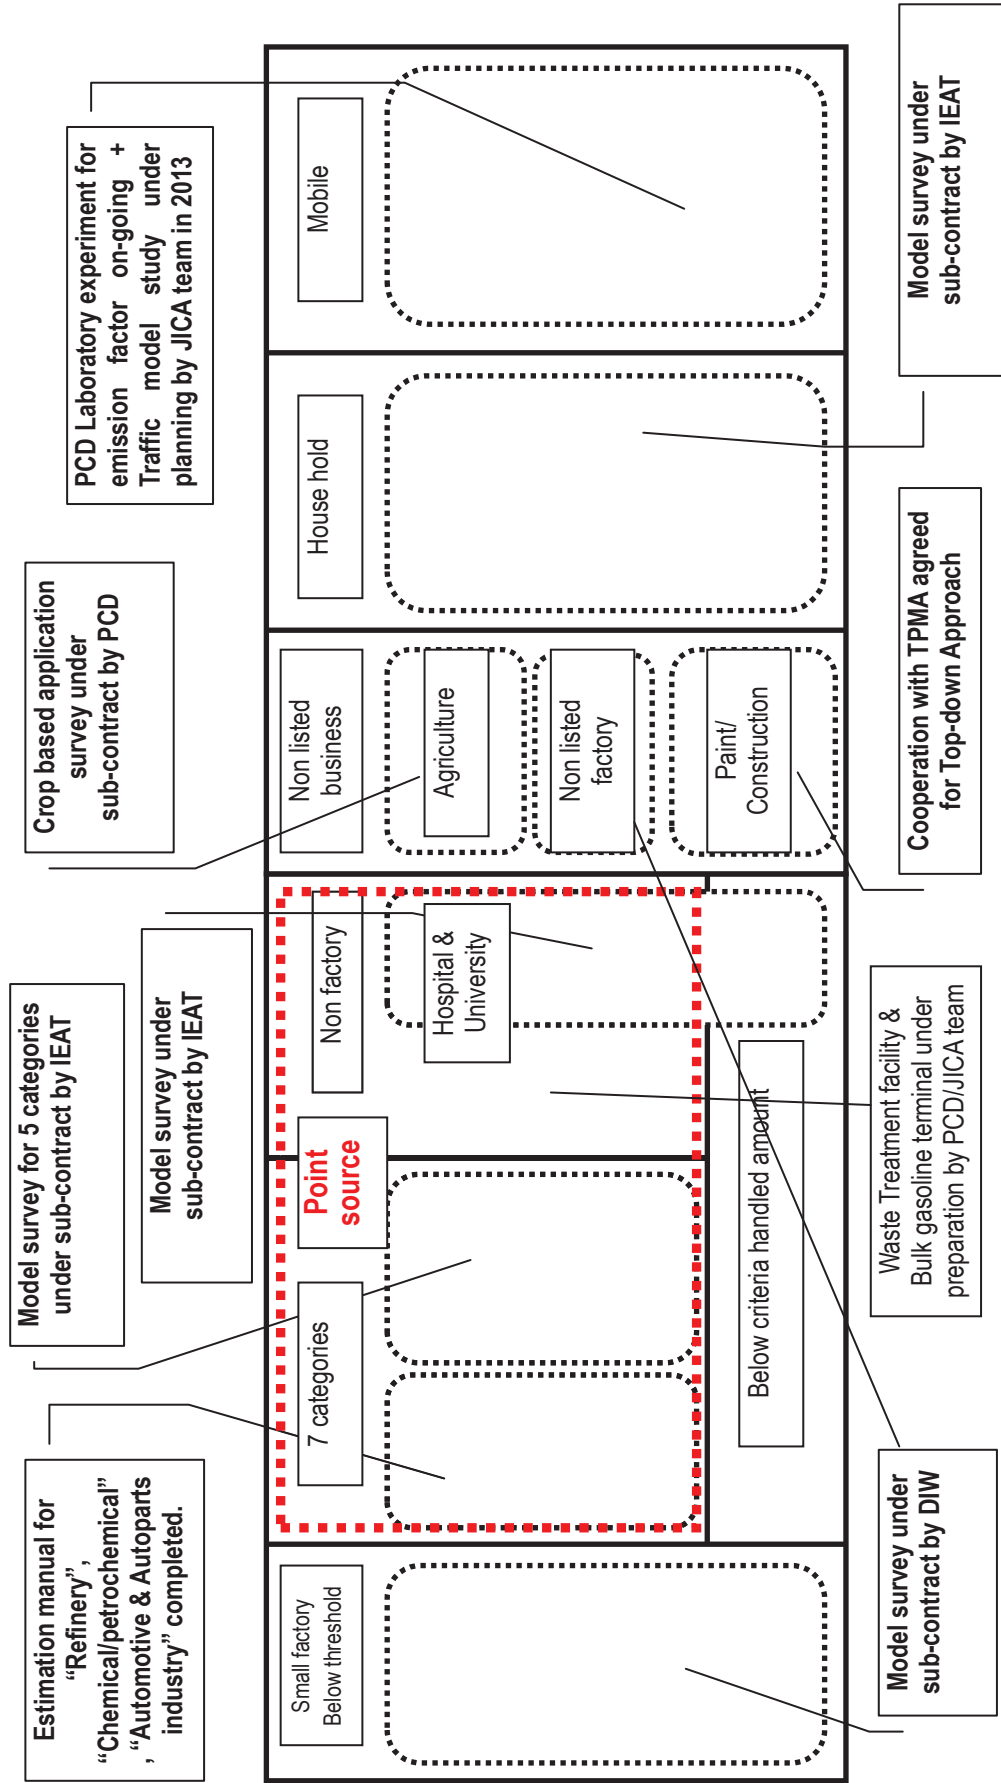 Estimation manual for
“Refinery” ,
“Chemical/petrochemical”
, “Automotive & Autoparts
industry” completed.
Model survey for 5 categories
under sub-contract by IEAT
Model survey under
sub-contract by IEAT
Crop based application
survey under
sub-contract by PCD
PCD Laboratory experiment for
emission factor on-going +
Traffic model study under
planning by JICA team in 2013
Small factory
Below threshold
7 categories
Point
source
Non factory
Hospital &
University
Below criteria handled amount
Non listed
business
Agriculture
Non listed
factory
Paint/
Construction
House hold
Mobile
Model survey under
sub-contract by DIW
Waste Treatment facility &
Bulk gasoline terminal under
preparation by PCD/JICA team
Cooperation with TPMA agreed
for Top-down Approach
Model survey under
sub-contract by IEAT